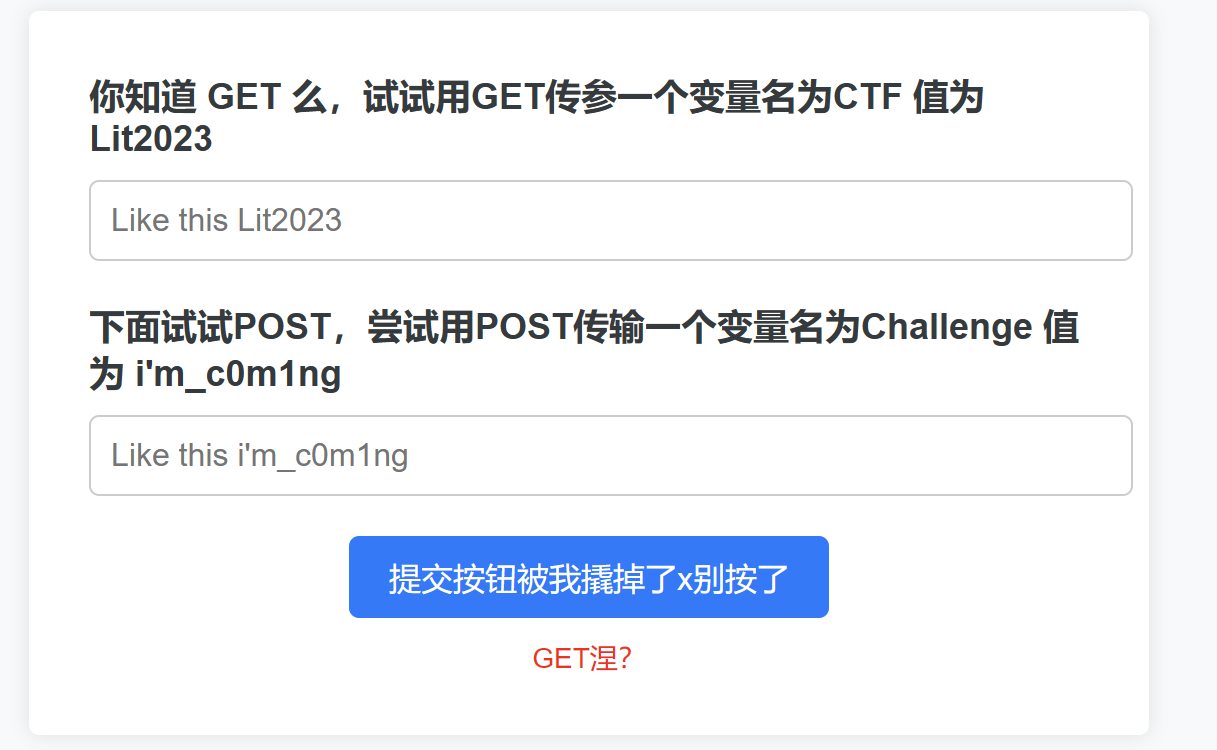 你知道 GET 么，试试用GET传参一个变量名为CTF 值为
Lit2023
Like this Lit2023
下面试试POST，尝试用POST传输一个变量名为Challenge 值
为 i'm_c0m1ng
Like this i'm_c0m1ng
提交按钮被我撬掉了x别按了
GET涅？